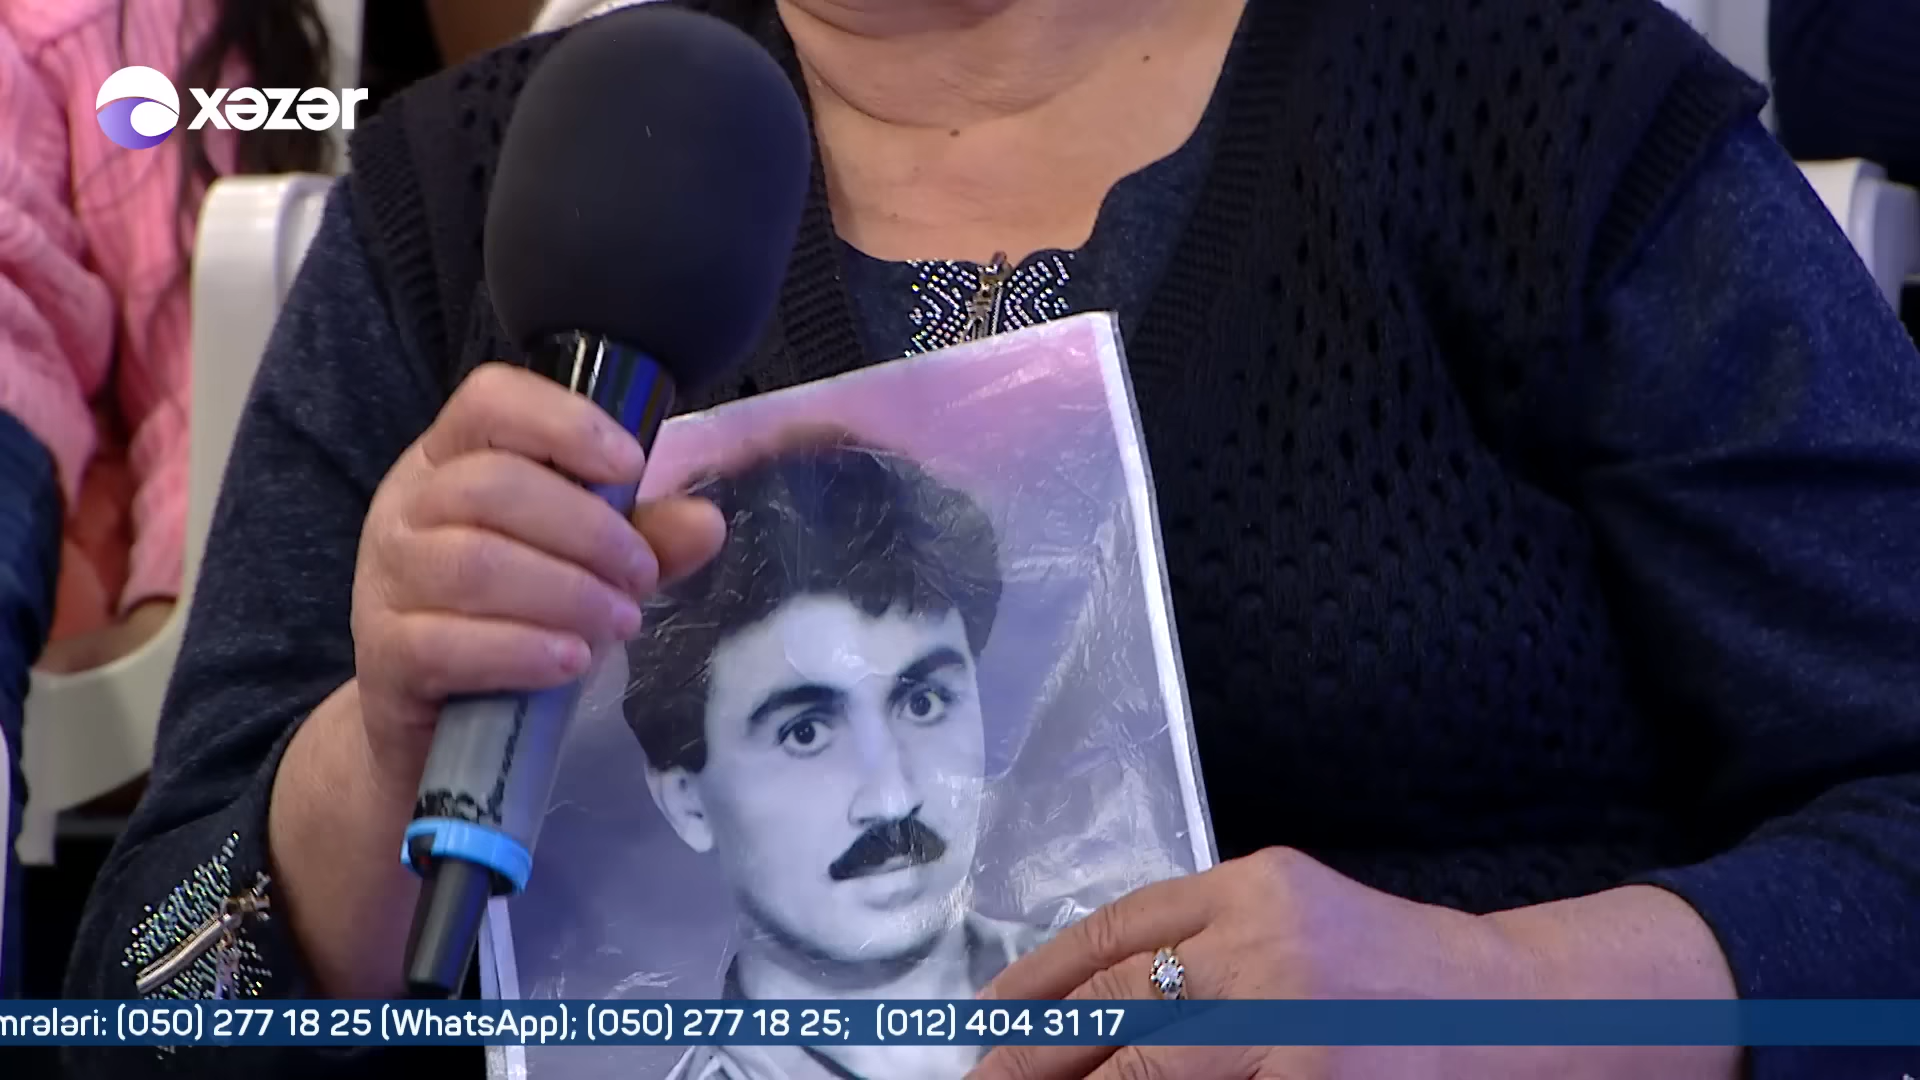 xəzər
mrələri: (050) 277 18 25 (WhatsApp); (050) 277 18 25; (012) 404 31 17